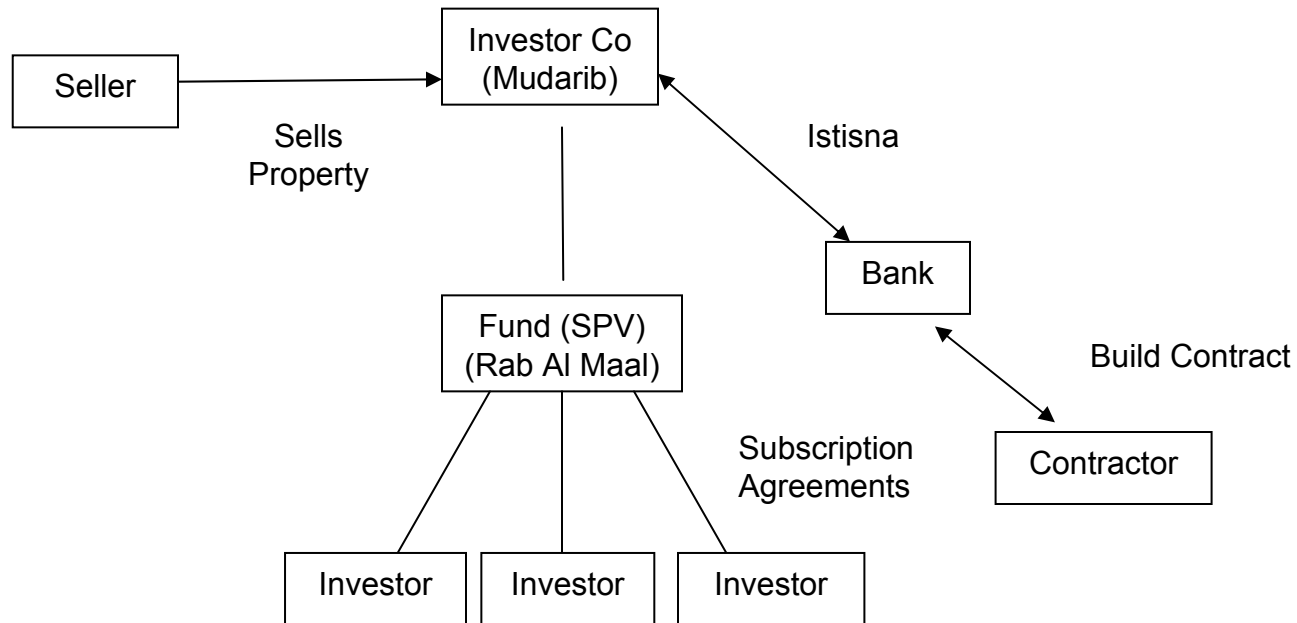 Investor Co
(Mudarib)
Seller
Sells
Property
Istisna
Bank
Fund (SPV)
(Rab Al Maal)
Build Contract
Subscription
Agreements
Contractor
Investor
Investor
Investor